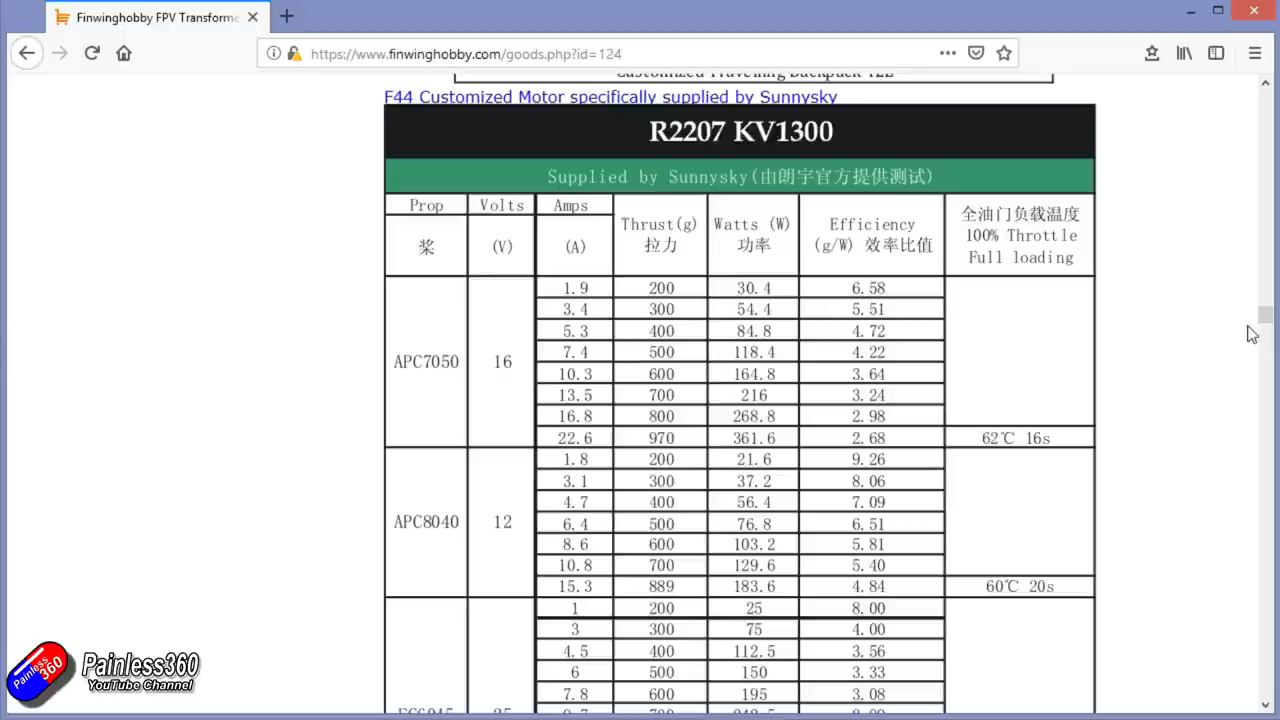 Finwinghobby FPV Transforme
https://www.finwinghobby.com/goods.php?id=124
Customized Travelling Backpack 12L
F44 Customized Motor specifically supplied by Sunnysky
R2207 KV1300
Supplied by Sunnysky(由朗宇官方提供测试)
Prop Volts Amps Thrust(g) Watts (W) Efficiency 全油门负载温度
桨 (V) (A) 拉力 功率 (g/W) 效率比值 100% Throttle
Full loading
APC7050 16
1.9 200 30.4 6.58
3.4 300 54.4 5.51
5.3 400 84.8 4.72
7.4 500 118.4 4.22
10.3 600 164.8 3.64
13.5 700 216 3.24
16.8 800 268.8 2.98
22.6 970 361.6 2.68 62℃ 16s
APC8040 12
1.8 200 21.6 9.26
3.1 300 37.2 8.06
4.7 400 56.4 7.09
6.4 500 76.8 6.51
8.6 600 103.2 5.81
10.8 700 129.6 5.40
15.3 889 183.6 4.84 60℃ 20s
1 200 25 8.00
3 300 75 4.00
4.5 400 112.5 3.56
6 500 150 3.33
7.8 600 195 3.08
Painless360
Painless360
YouTube Channel